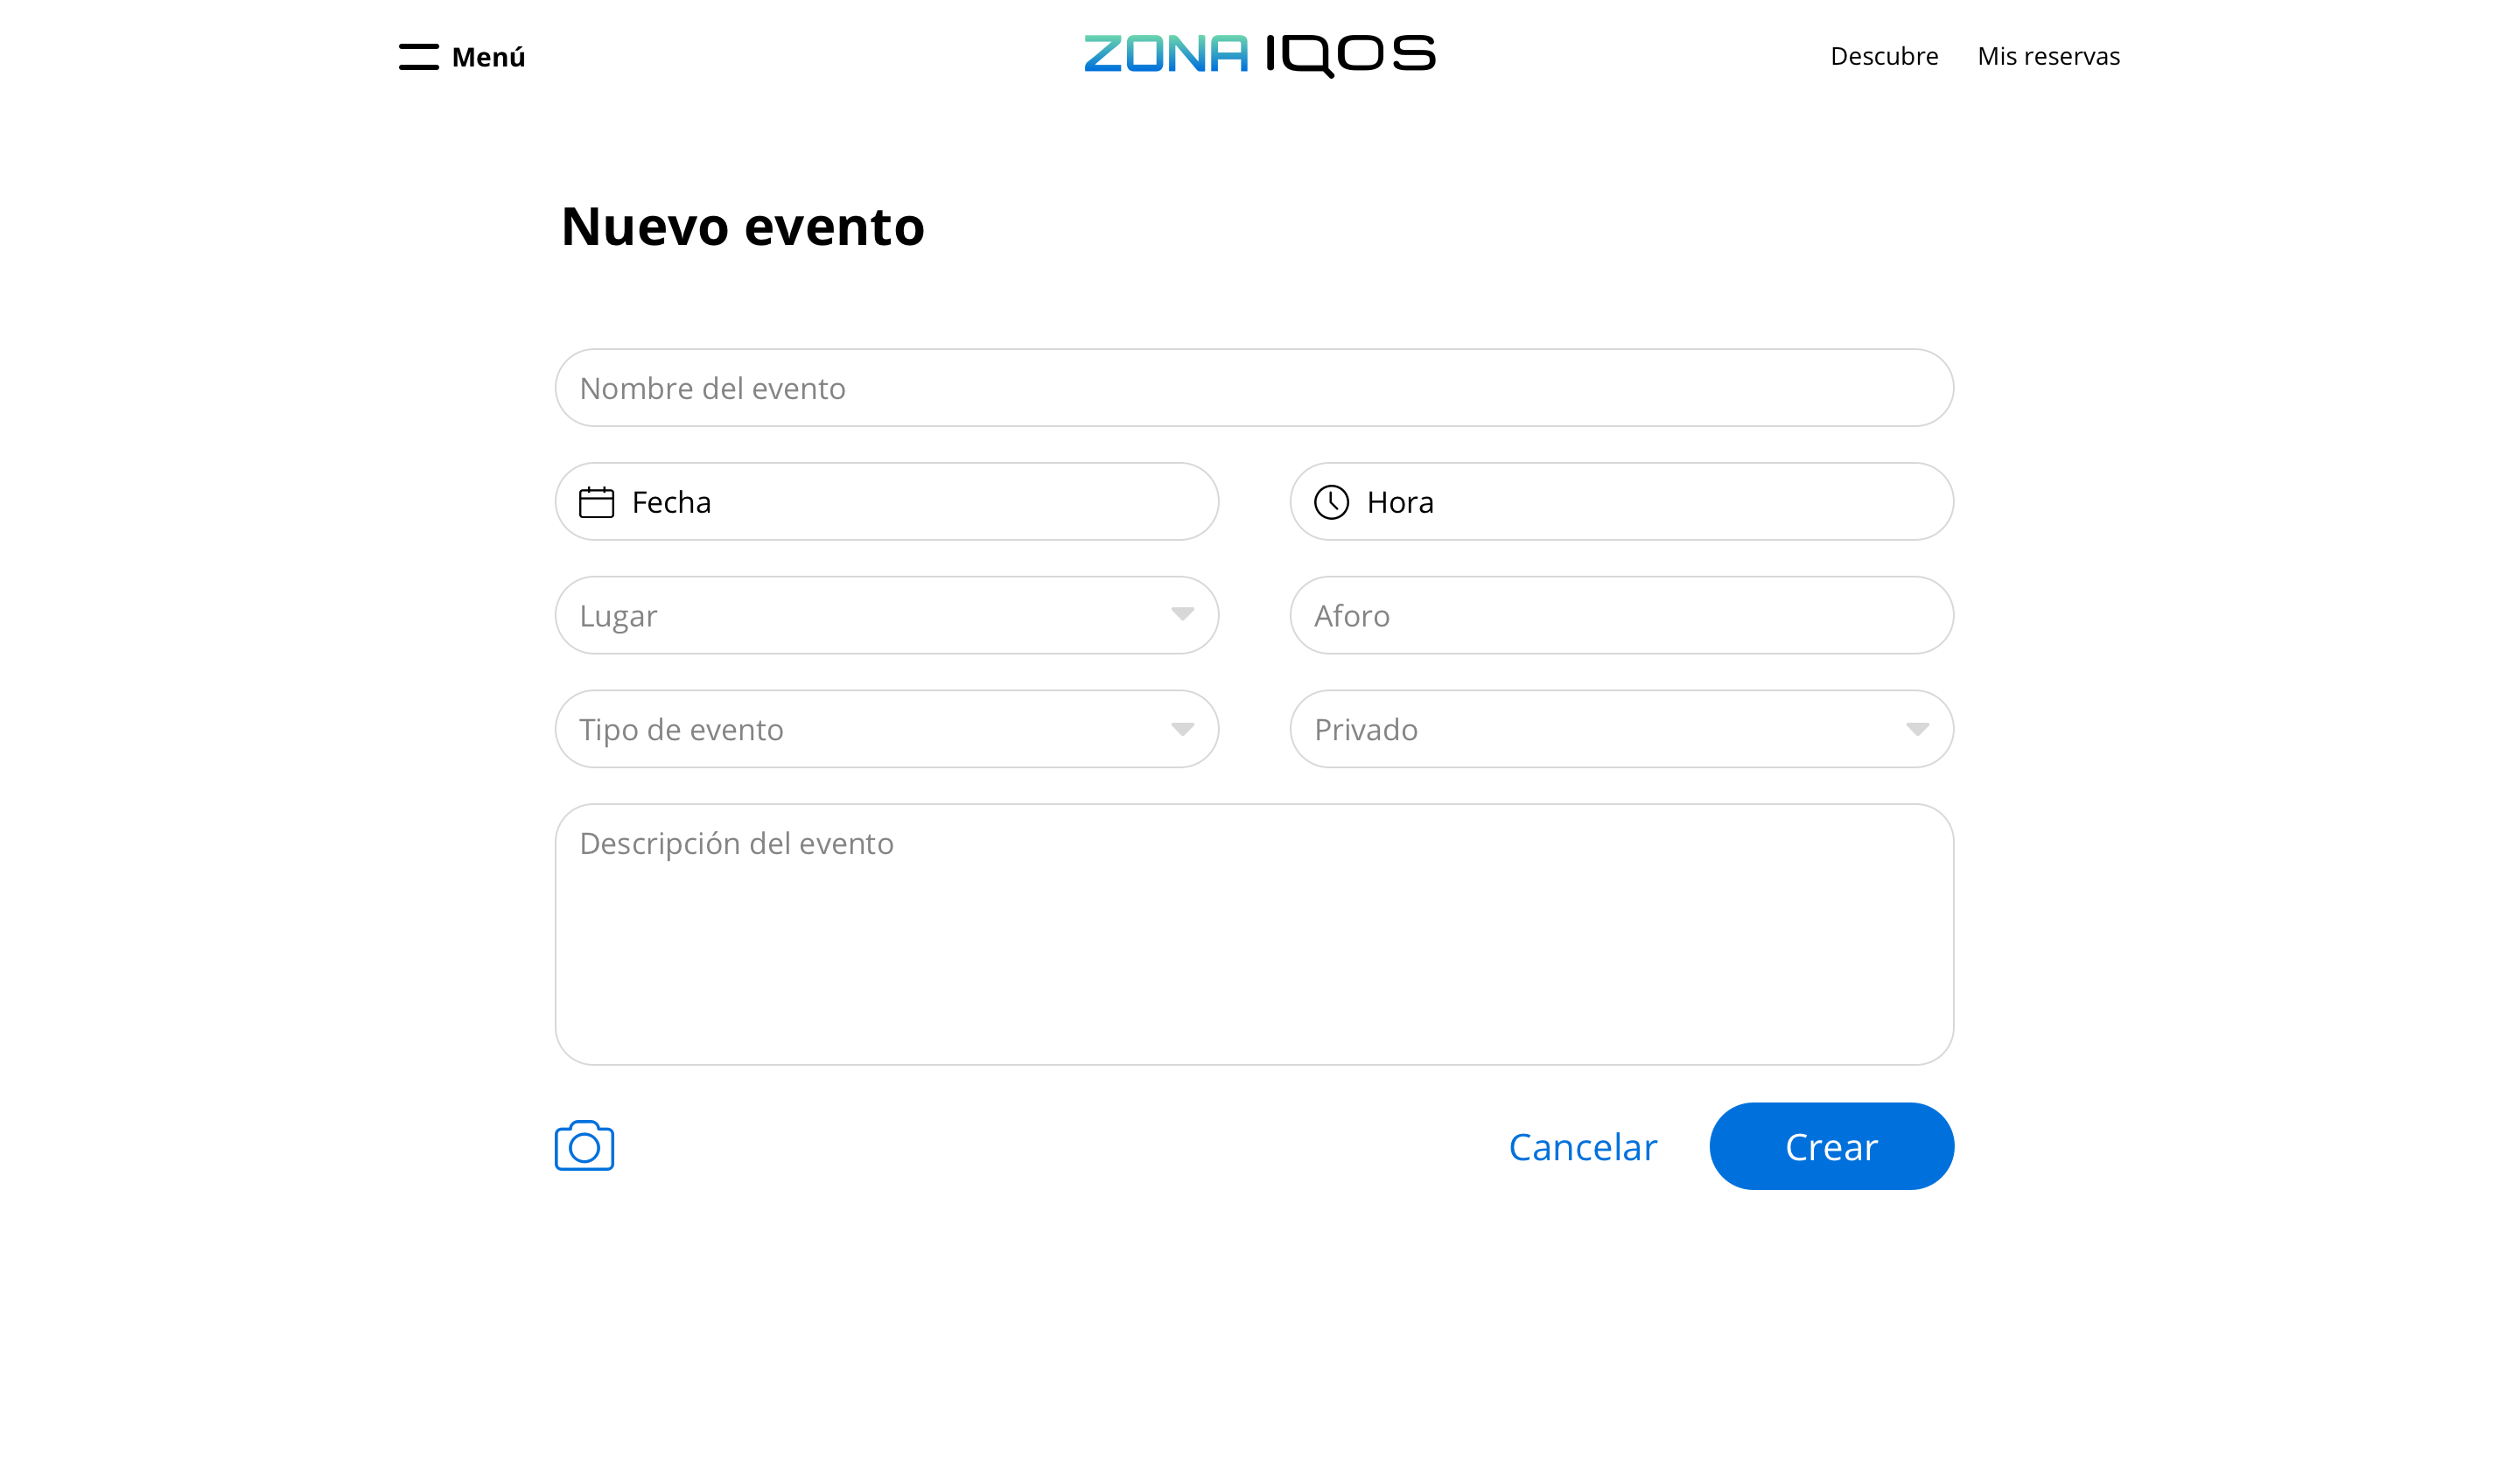 Menú ZONA IQOS Descubre Mis reservas
Nuevo evento
Nombre del evento
Fecha Hora
Lugar Aforo
Tipo de evento Privado
Descripción del evento
Cancelar Crear